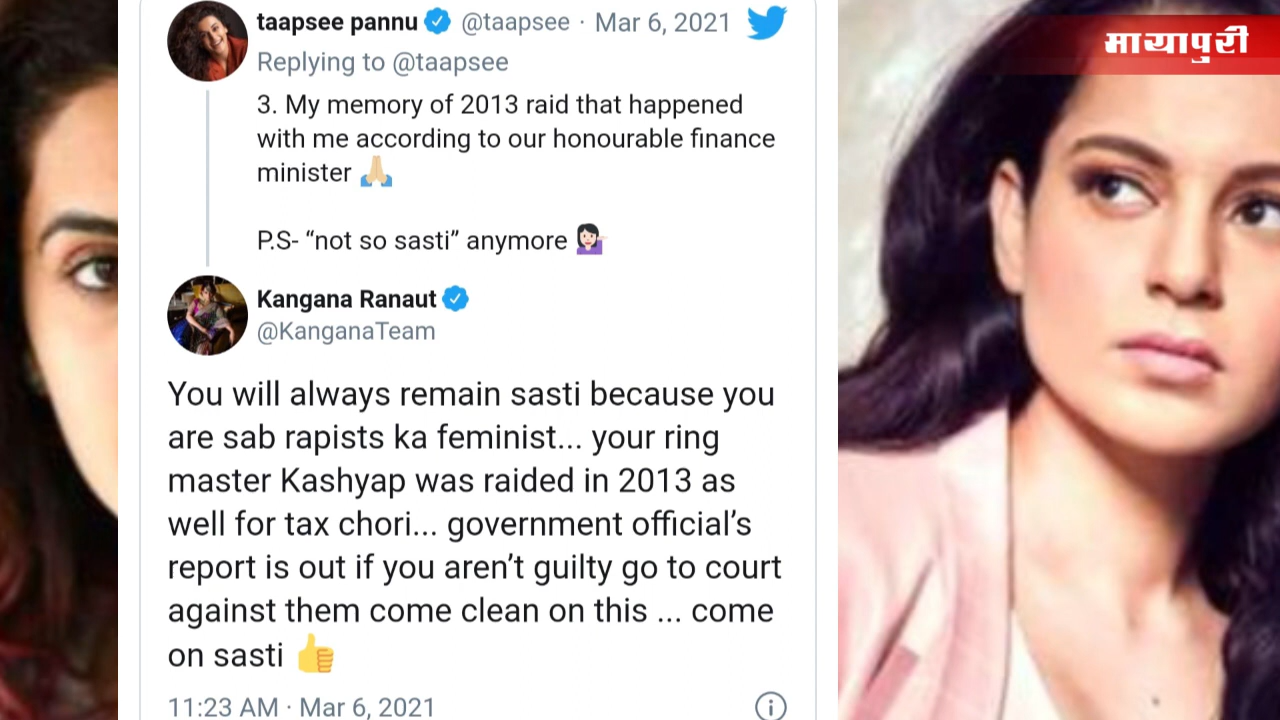 taapsee pannu @taapsee · Mar 6, 2021
मायापुरी
Replying to @taapsee
3. My memory of 2013 raid that happened
with me according to our honourable finance
minister 🙏🏼
P.S- “not so sasti” anymore 💁🏻‍♀️
Kangana Ranaut
@KanganaTeam
You will always remain sasti because you
are sab rapists ka feminist... your ring
master Kashyap was raided in 2013 as
well for tax chori... government official’s
report is out if you aren’t guilty go to court
against them come clean on this ... come
on sasti 👍
11:23 AM · Mar 6, 2021